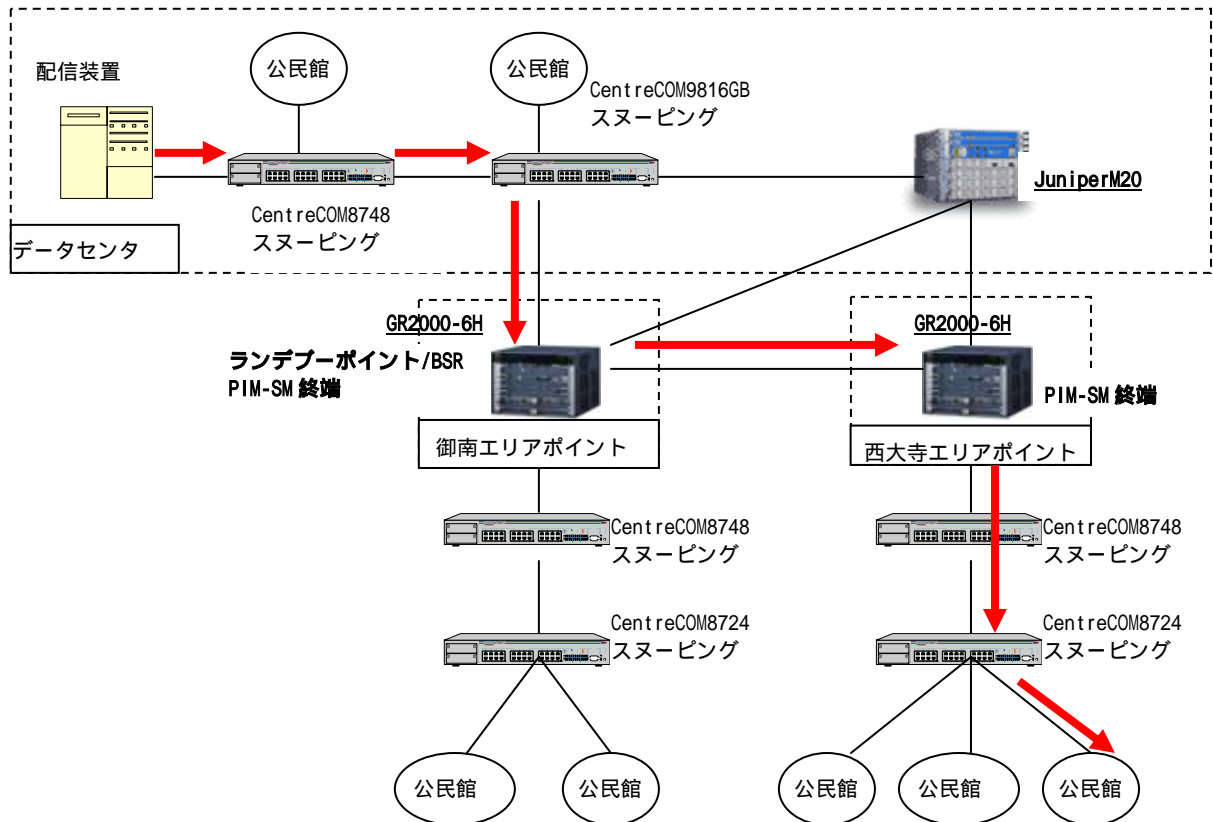 配信装置
公民館
公民館
CentreCOM9816GB
スヌーピング
JuniperM20
CentreCOM8748
スヌーピング
データセンタ
GR2000-6H
ランデブーポイント/BSR
PIM-SM 終端
GR2000-6H
PIM-SM 終端
御南エリアポイント
西大寺エリアポイント
CentreCOM8748
スヌーピング
CentreCOM8748
スヌーピング
CentreCOM8724
スヌーピング
CentreCOM8724
スヌーピング
公民館
公民館
公民館
公民館
公民館